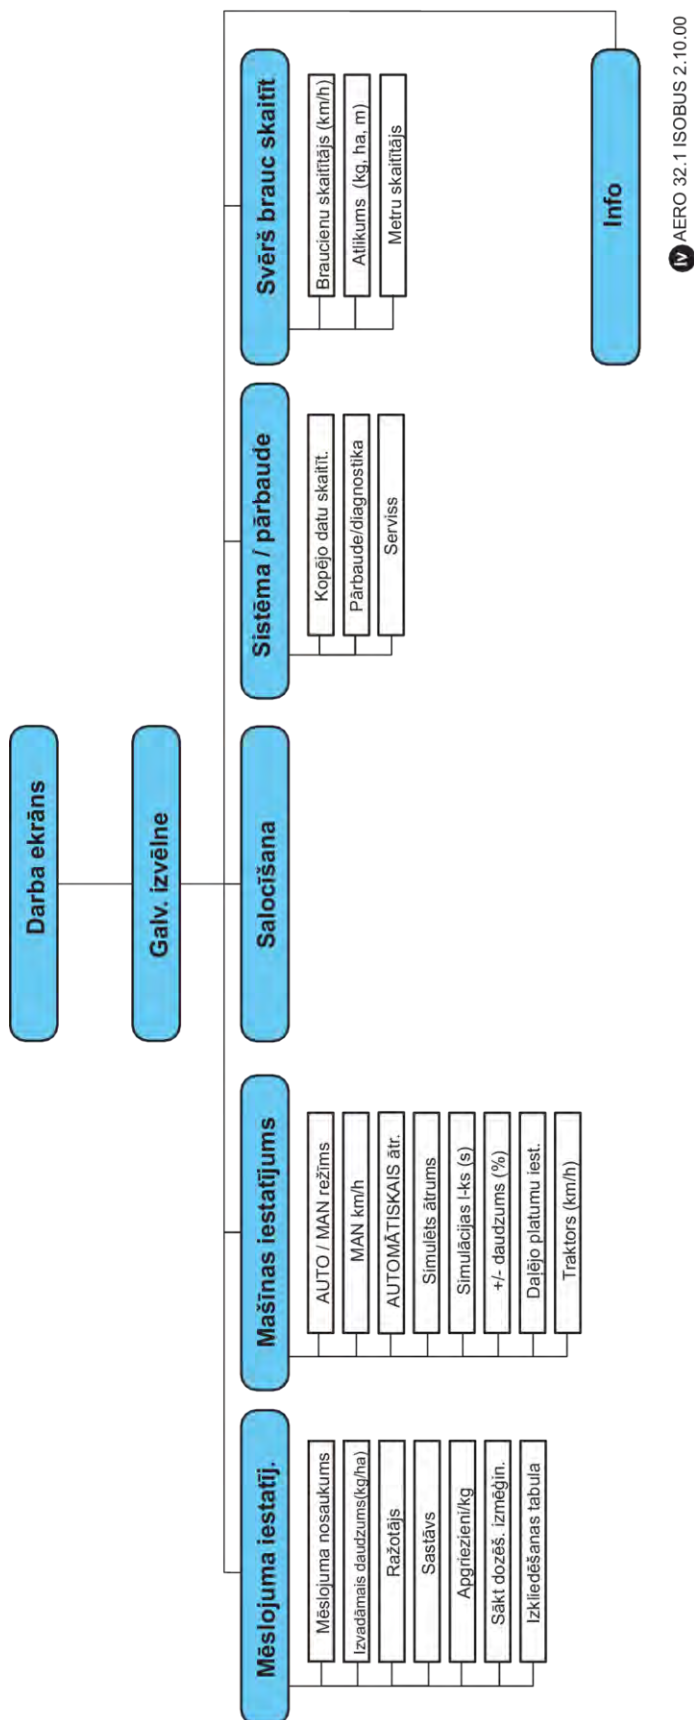 Darba ekrāns
Galv. izvēlne
Mēslojuma iestatīj.
Mēslojuma nosaukums
Izvadāmais daudzums(kg/ha)
Ražotājs
Sastāvs
Apgriezieni/kg
Sākt dozēš. izmēģin.
Izkliedēšanas tabula
Mašīnas iestatījums
AUTO / MAN režīms
MAN km/h
AUTOMĀTISKAIS ātr.
Simulēts ātrums
Simulācijas l-ks (s)
+/- daudzums (%)
Daļējo platumu iest.
Traktors (km/h)
Salocīšana
Sistēma / pārbaude
Kopējo datu skaitīt.
Pārbaude/diagnostika
Serviss
Svērš brauc skaitīt
Braucienu skaitītājs (km/h)
Atlikums (kg, ha, m)
Metru skaitītājs
Info
lv AERO 32.1 ISOBUS 2.10.00